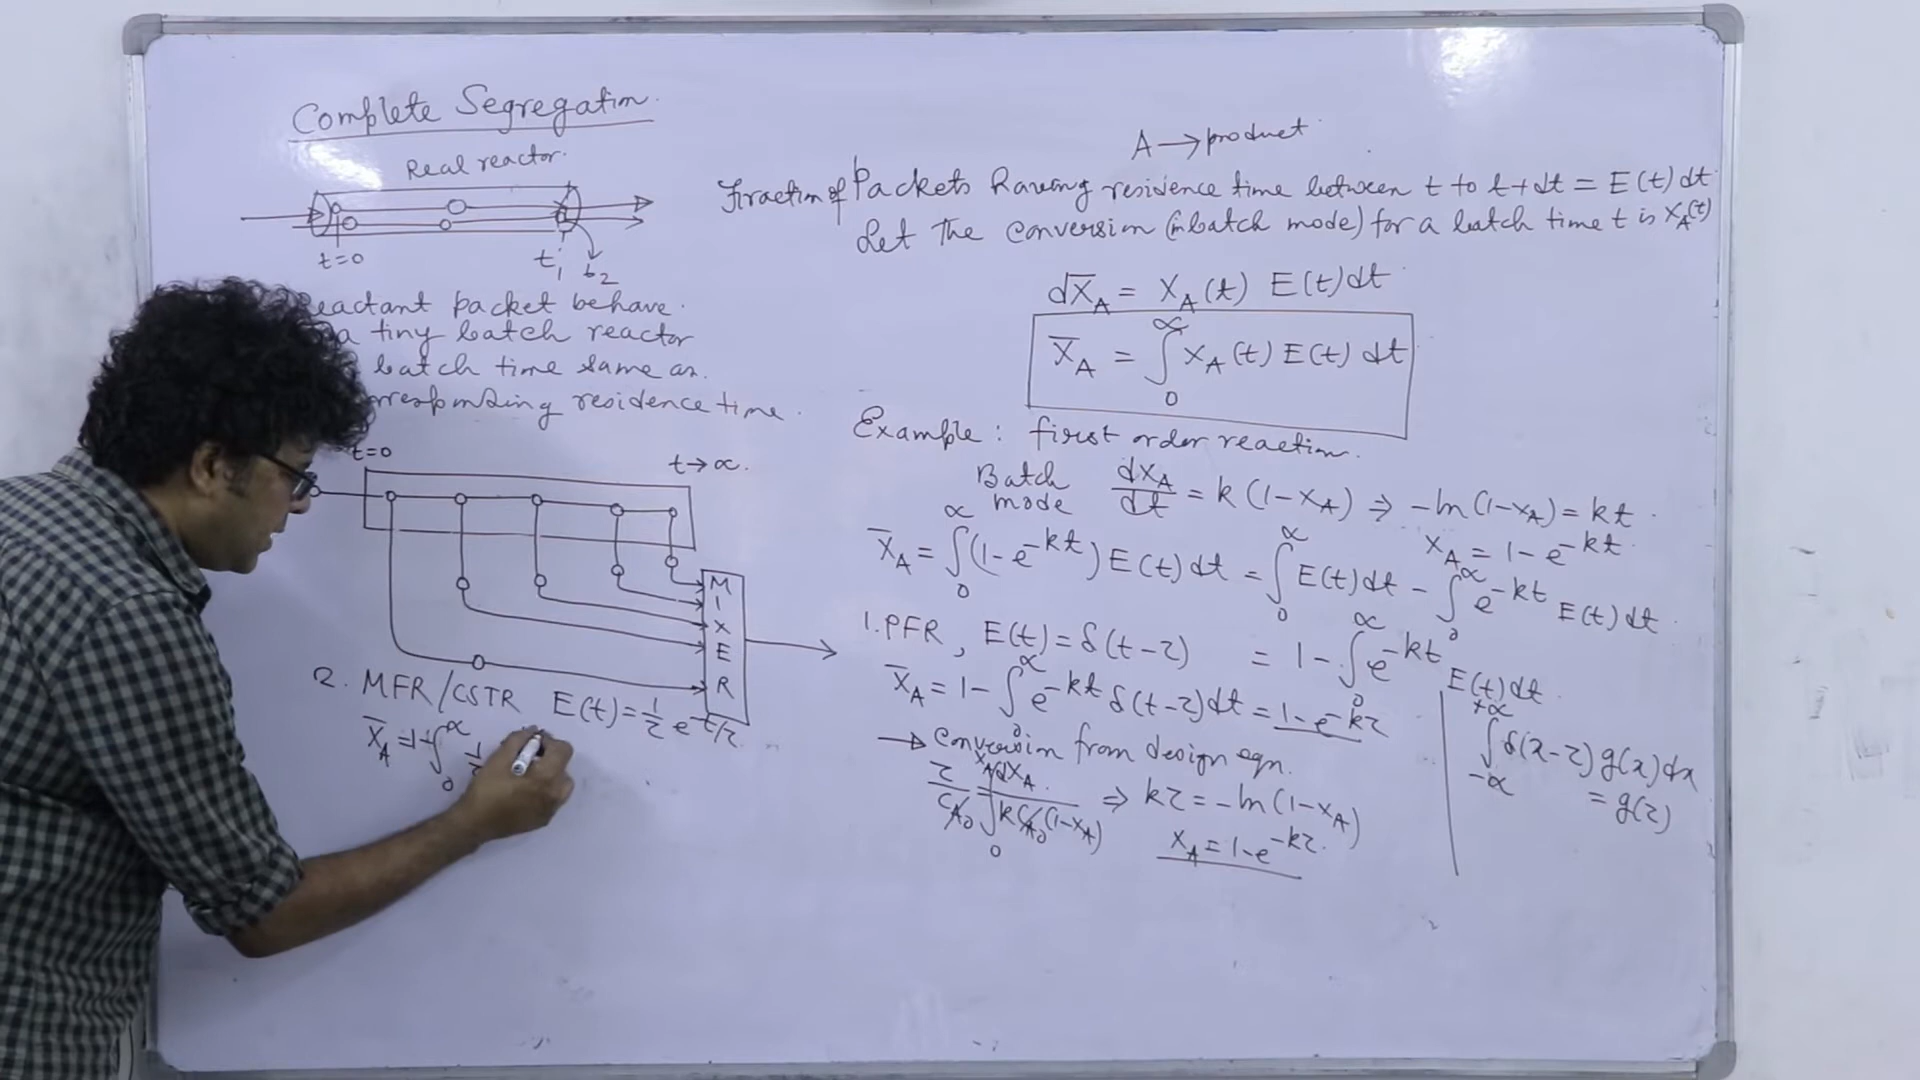 Complete Segregation.
Real reactor.
t=0
t1
t2
Reactant packet behave.
a tiny batch reactor
batch time same as.
corresponding residence time.
t=0
t→∝.
MIXER
2. MFR/CSTR E(t)=1/τ e^-t/τ.
X̄A = 1-∫0^∝ 1/τ
A → product
Fraction of Packets having residence time between t to t+dt = E(t)dt
Let the conversion (in batch mode) for a batch time t is XA(t)
dX̄A = XA(t) E(t)dt
X̄A = ∫0^∝ XA(t) E(t) dt
Example: first order reaction.
Batch mode dXA/dt = k(1-XA) ⇒ -ln(1-XA) = kt.
XA = 1-e^-kt.
X̄A = ∫0^∝ (1-e^-kt) E(t)dt = ∫0^∝ E(t)dt - ∫0^∝ e^-kt E(t)dt
= 1-∫0^∝ e^-kt E(t)dt.
1. PFR, E(t)=δ(t-τ)
X̄A = 1-∫0^∝ e^-kt δ(t-τ)dt = 1-e^-kτ
→ Conversion from design eqn.
τ/CA0 = ∫0^XA dXA/kCA0(1-XA) ⇒ kτ = -ln(1-XA)
XA = 1-e^-kτ.
∫-∝^+∝ δ(x-τ) g(x)dx
= g(τ)